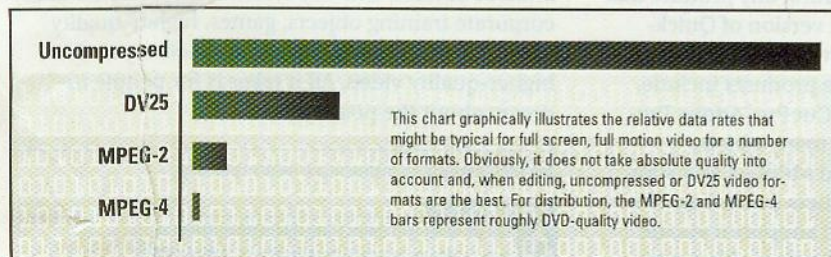 Uncompressed
DV25
MPEG-2
MPEG-4
This chart graphically illustrates the relative data rates that
might be typical for full screen, full motion video for a number
of formats. Obviously, it does not take absolute quality into
account and, when editing, uncompressed or DV25 video for-
mats are the best. For distribution, the MPEG-2 and MPEG-4
bars represent roughly DVD-quality video.